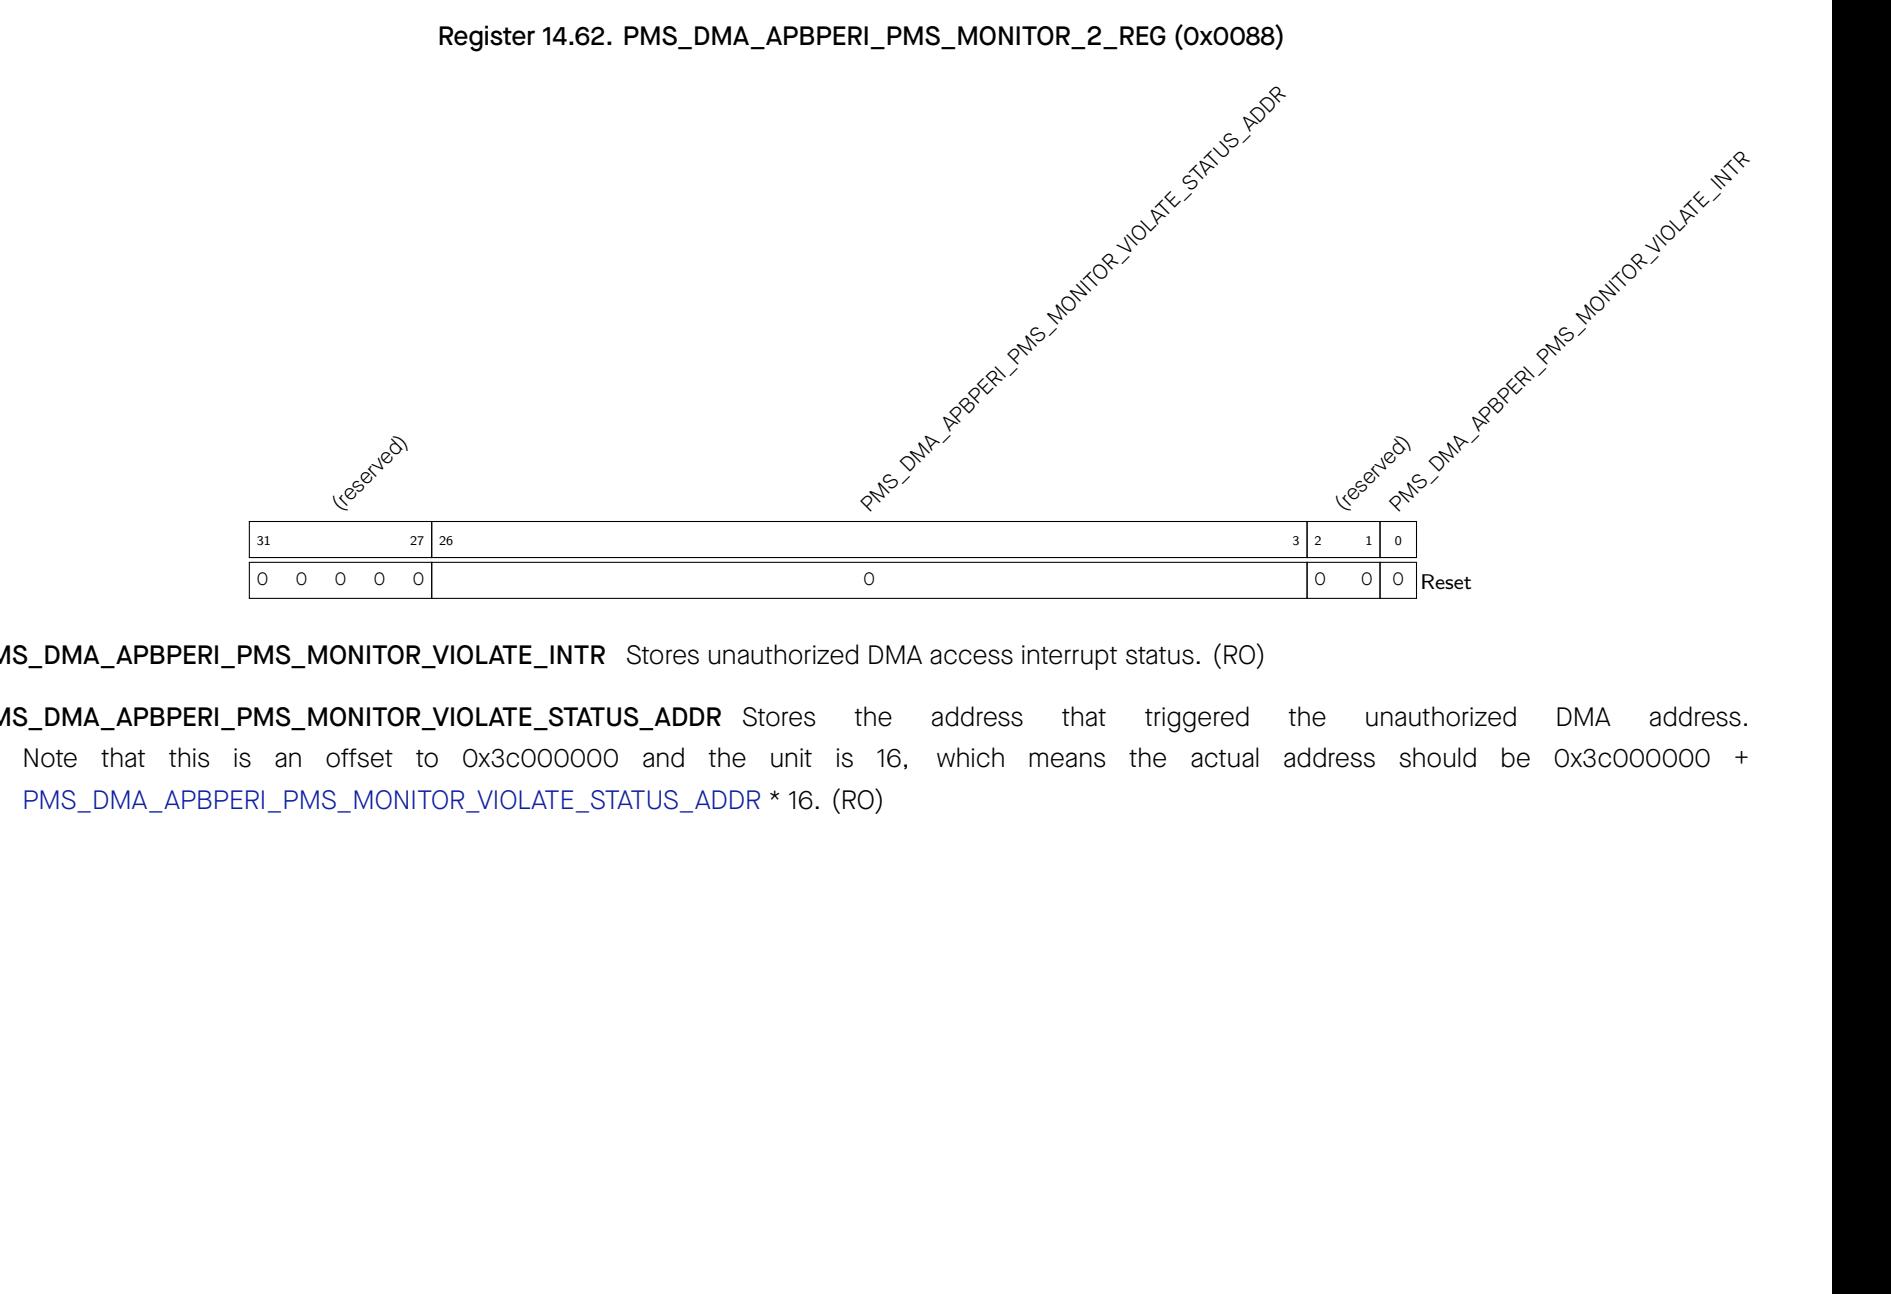 Register 14.62. PMS_DMA_APBPERI_PMS_MONITOR_2_REG (0x0088)
(reserved)
PMS_DMA_APBPERI_PMS_MONITOR_VIOLATE_STATUS_ADDR
(reserved)
PMS_DMA_APBPERI_PMS_MONITOR_VIOLATE_INTR
31 27 26 3 2 1 0
0 0 0 0 0 0 0 0 0 Reset
MS_DMA_APBPERI_PMS_MONITOR_VIOLATE_INTR Stores unauthorized DMA access interrupt status. (RO)
MS_DMA_APBPERI_PMS_MONITOR_VIOLATE_STATUS_ADDR Stores the address that triggered the unauthorized DMA address.
Note that this is an offset to 0x3c000000 and the unit is 16, which means the actual address should be 0x3c000000 +
PMS_DMA_APBPERI_PMS_MONITOR_VIOLATE_STATUS_ADDR * 16. (RO)